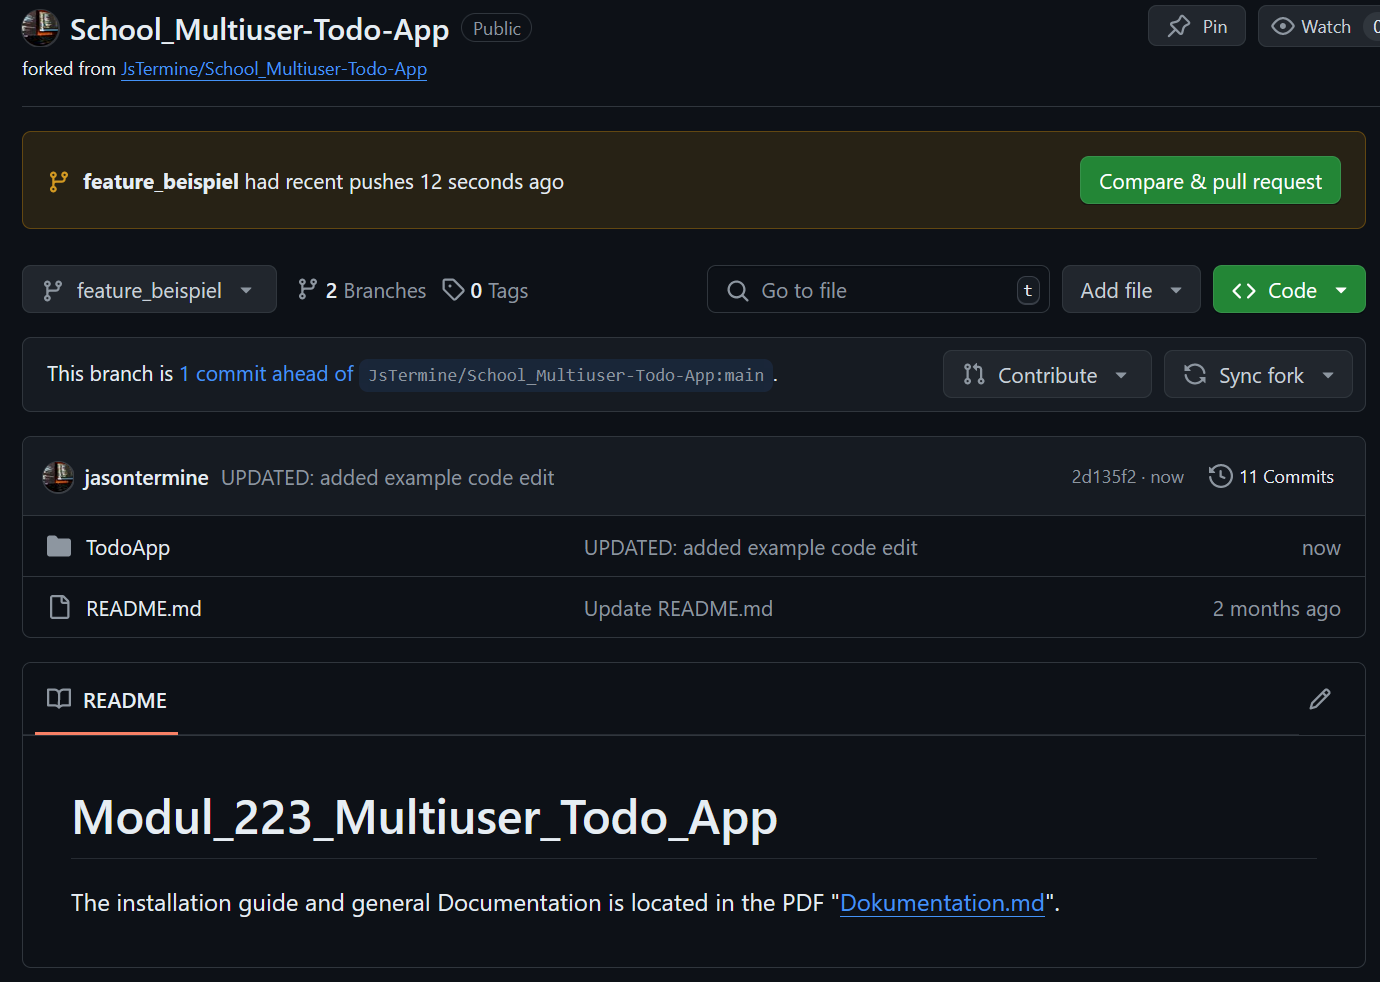 School_Multiuser-Todo-App Public Pin Watch 0
forked from JsTermine/School_Multiuser-Todo-App
feature_beispiel had recent pushes 12 seconds ago Compare & pull request
feature_beispiel 2 Branches 0 Tags Go to file t Add file Code
This branch is 1 commit ahead of JsTermine/School_Multiuser-Todo-App:main . Contribute Sync fork
jasontermine UPDATED: added example code edit 2d135f2 · now 11 Commits
TodoApp UPDATED: added example code edit now
README.md Update README.md 2 months ago
README
Modul_223_Multiuser_Todo_App
The installation guide and general Documentation is located in the PDF "Dokumentation.md".